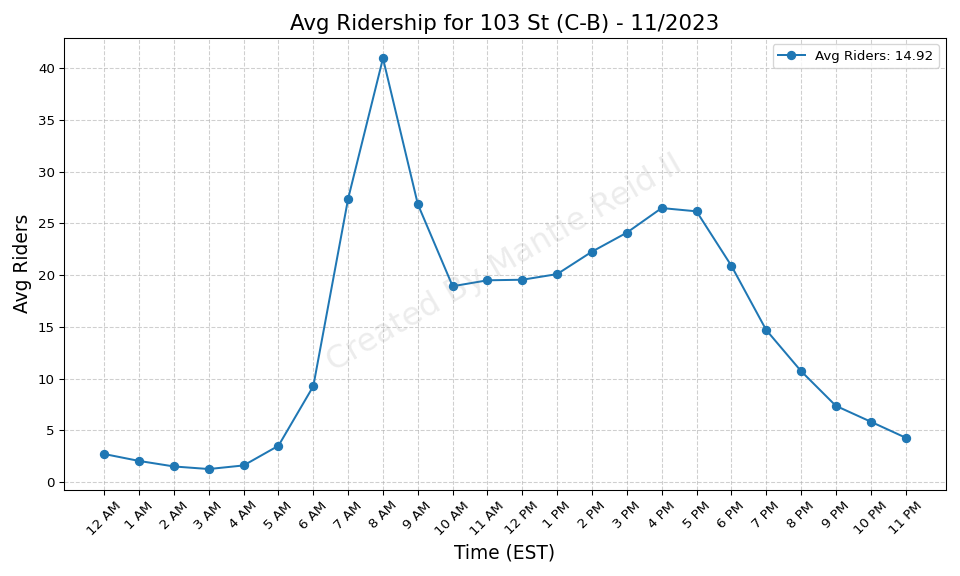 Avg Ridership for 103 St (C-B) - 11/2023
Avg Riders: 14.92
Avg Riders
40
35
30
25
20
15
10
5
0
Created By Mantie Reid II
12 AM
1 AM
2 AM
3 AM
4 AM
5 AM
6 AM
7 AM
8 AM
9 AM
10 AM
11 AM
12 PM
1 PM
2 PM
3 PM
4 PM
5 PM
6 PM
7 PM
8 PM
9 PM
10 PM
11 PM
Time (EST)